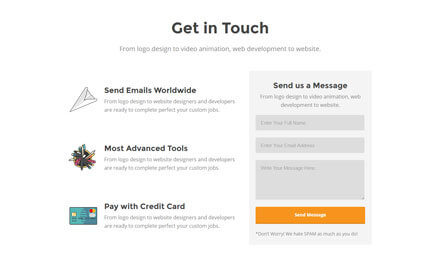 Get in Touch
From logo design to video animation, web development to website.
Send Emails Worldwide
From logo design to website designers and developers
are ready to complete perfect your custom jobs.
Most Advanced Tools
From logo design to website designers and developers
are ready to complete perfect your custom jobs.
Pay with Credit Card
From logo design to website designers and developers
are ready to complete perfect your custom jobs.
Send us a Message
From logo design to video animation, web
development to website.
Enter Your Full Name
Enter Your Email Address
Write Your Message Here
Send Message
*Don't Worry! We hate SPAM as much as you do!